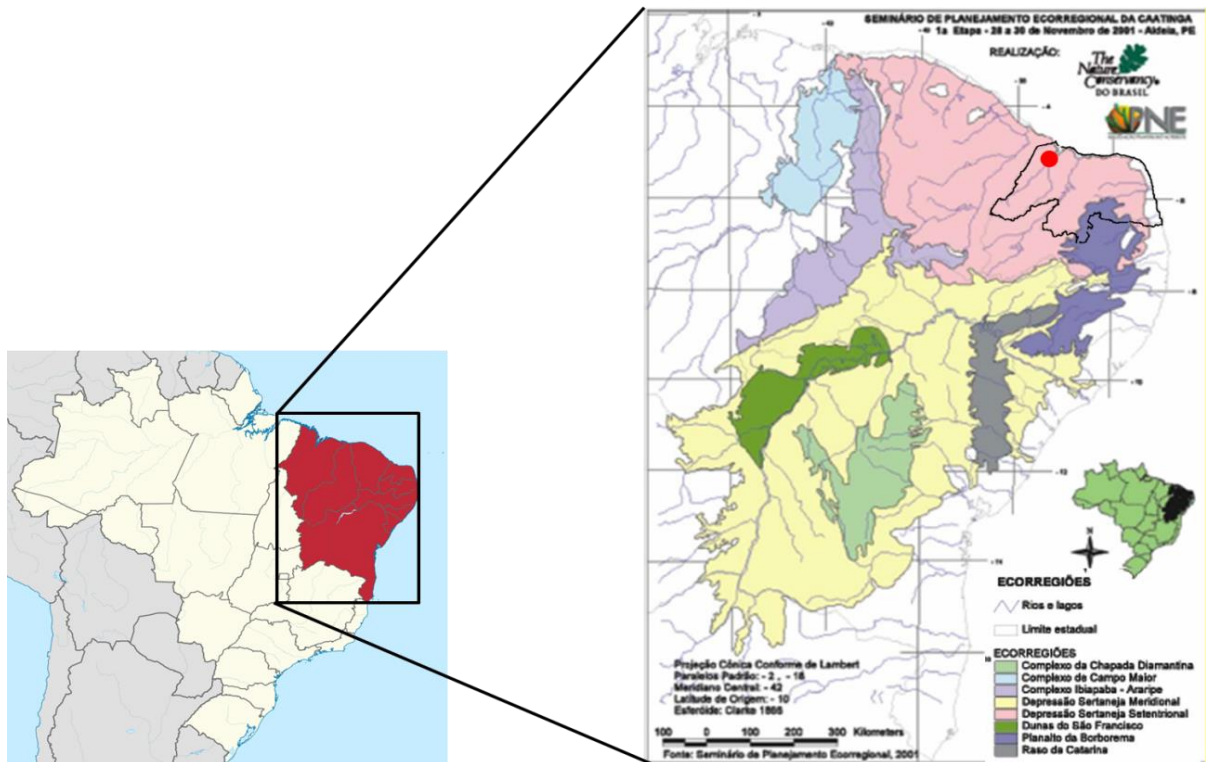 SEMINÁRIO DE PLANEJAMENTO ECORREGIONAL DA CAATINGA
1a Etapa - 28 a 30 de Novembro de 2001 - Aldeia, PE
REALIZAÇÃO:
The
Nature
Conservancy
DO BRASIL
PNE
N
ECORREGIÕES
Rios e lagos
Limite estadual
ECORREGIÕES
Complexo da Chapada Diamantina
Complexo de Campo Maior
Complexo Ibiapaba - Araripe
Depressão Sertaneja Meridional
Depressão Sertaneja Setentrional
Dunas do São Francisco
Planalto da Borborema
Raso da Catarina
Projeção Cônica Conforme de Lambert
Paralelos Padrão: - 2 , - 18
Meridiano Central: - 42
Latitude de Origem: - 10
Esferóide: Clarke 1866
100 0 100 200 300 Kilometers
Fonte: Seminário de Planejamento Ecorregional, 2001